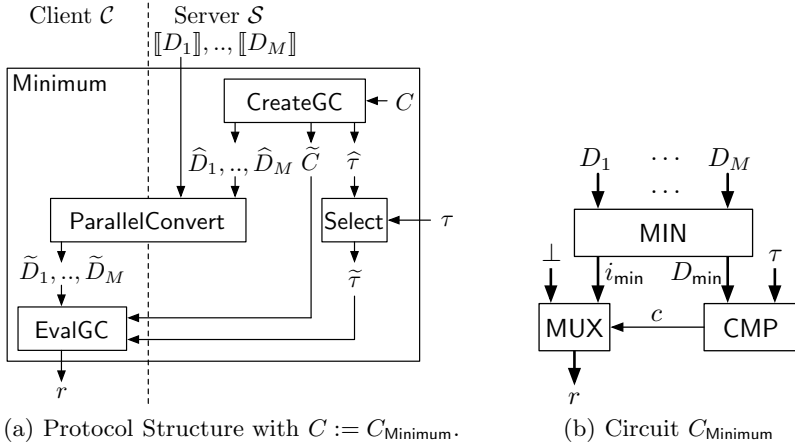 Client 𝒞 Server 𝒮
⟦D₁⟧, .., ⟦D_M⟧
Minimum
CreateGC C
D̂₁, .., D̂_M C̃ τ̂
ParallelConvert Select τ
D̃₁, .., D̃_M τ̃
EvalGC
r
(a) Protocol Structure with C := C_Minimum.
D₁ ··· D_M
···
MIN
⊥ i_min D_min τ
MUX c CMP
r
(b) Circuit C_Minimum